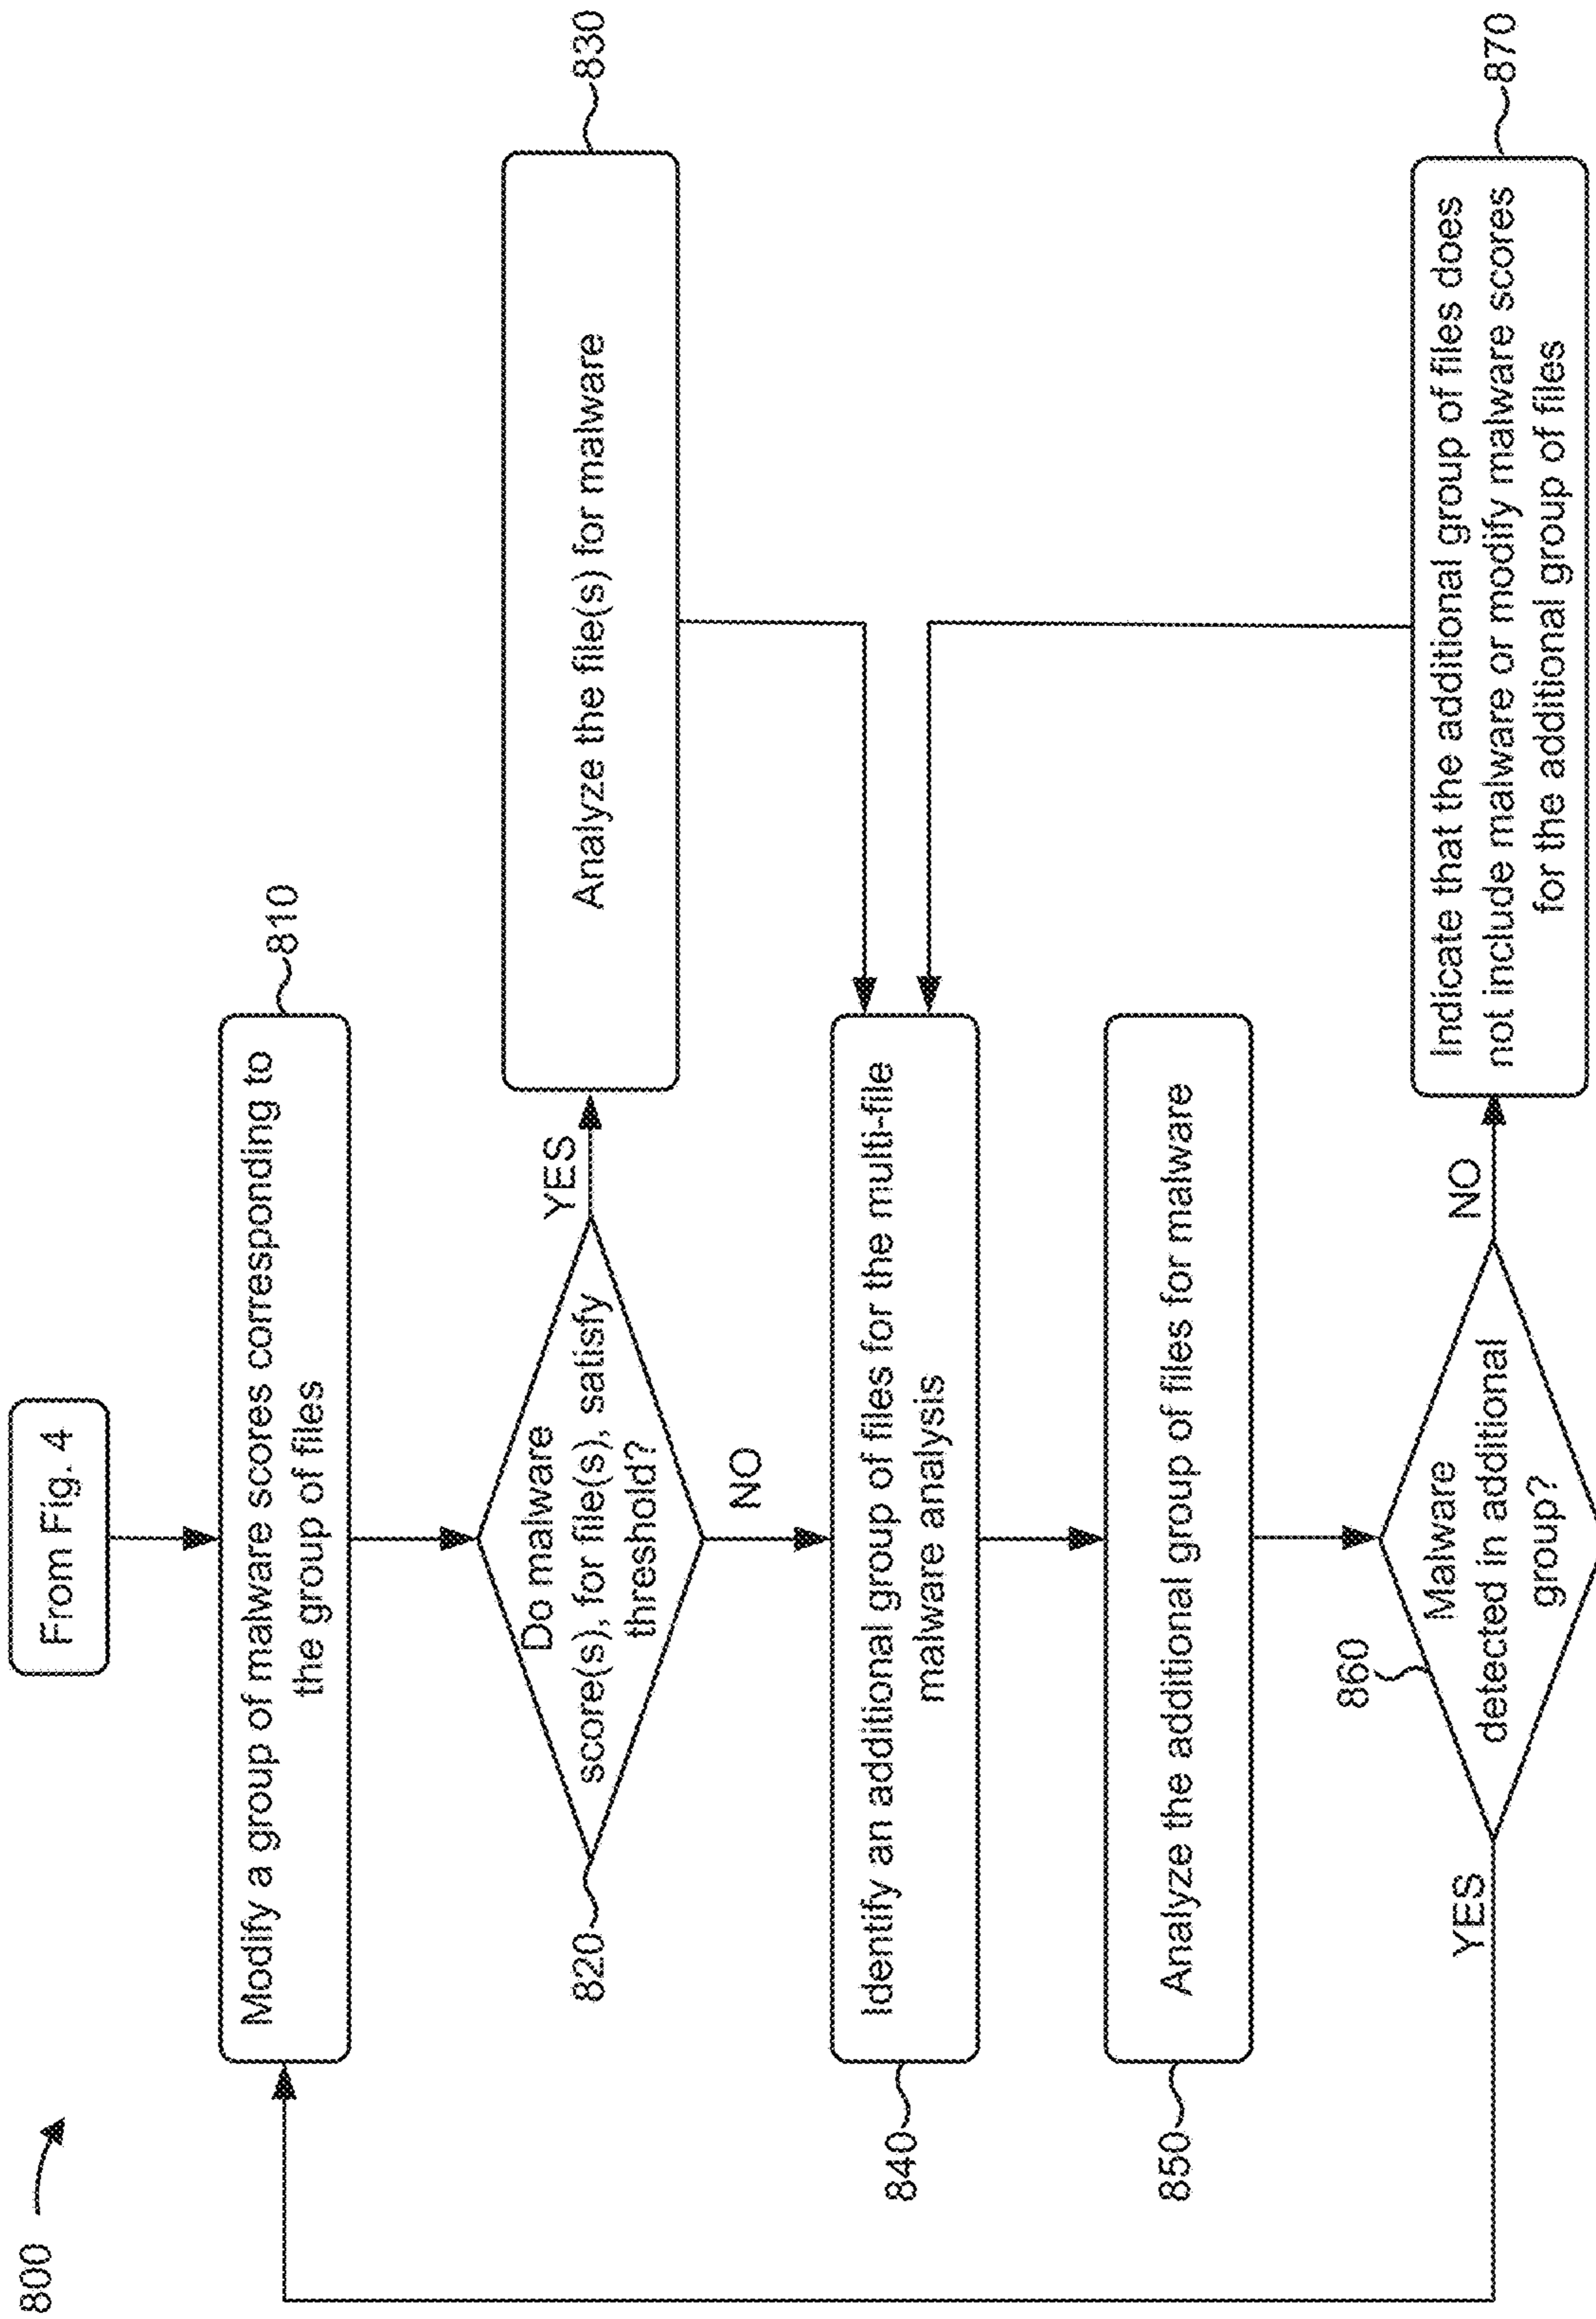 800
From Fig. 4
Modify a group of malware scores corresponding to
the group of files
810
Do malware
score(s), for file(s), satisfy
threshold?
820
YES
Analyze the file(s) for malware
830
NO
Identify an additional group of files for the multi-file
malware analysis
840
Analyze the additional group of files for malware
850
Malware
detected in additional
group?
860
YES
NO
Indicate that the additional group of files does
not include malware or modify malware scores
for the additional group of files
870